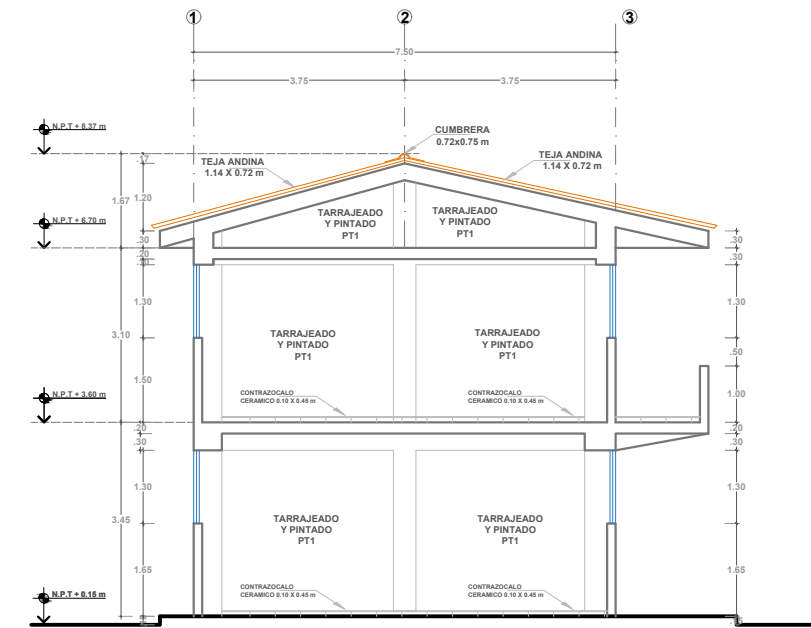 1
2
3
7.50
3.75
3.75
N.P.T + 8.37 m
CUMBRERA
0.72x0.75 m
TEJA ANDINA
1.14 X 0.72 m
TEJA ANDINA
1.14 X 0.72 m
.17
1.67
1.20
N.P.T + 6.70 m
TARRAJEADO
Y PINTADO
PT1
TARRAJEADO
Y PINTADO
PT1
.30
.30
.20
.30
1.30
1.30
3.10
TARRAJEADO
Y PINTADO
PT1
TARRAJEADO
Y PINTADO
PT1
.50
1.50
1.00
N.P.T + 3.60 m
CONTRAZOCALO
CERAMICO 0.10 X 0.45 m
CONTRAZOCALO
CERAMICO 0.10 X 0.45 m
.20
.20
.30
.30
1.30
1.30
3.45
TARRAJEADO
Y PINTADO
PT1
TARRAJEADO
Y PINTADO
PT1
1.65
1.65
N.P.T + 0.15 m
CONTRAZOCALO
CERAMICO 0.10 X 0.45 m
CONTRAZOCALO
CERAMICO 0.10 X 0.45 m